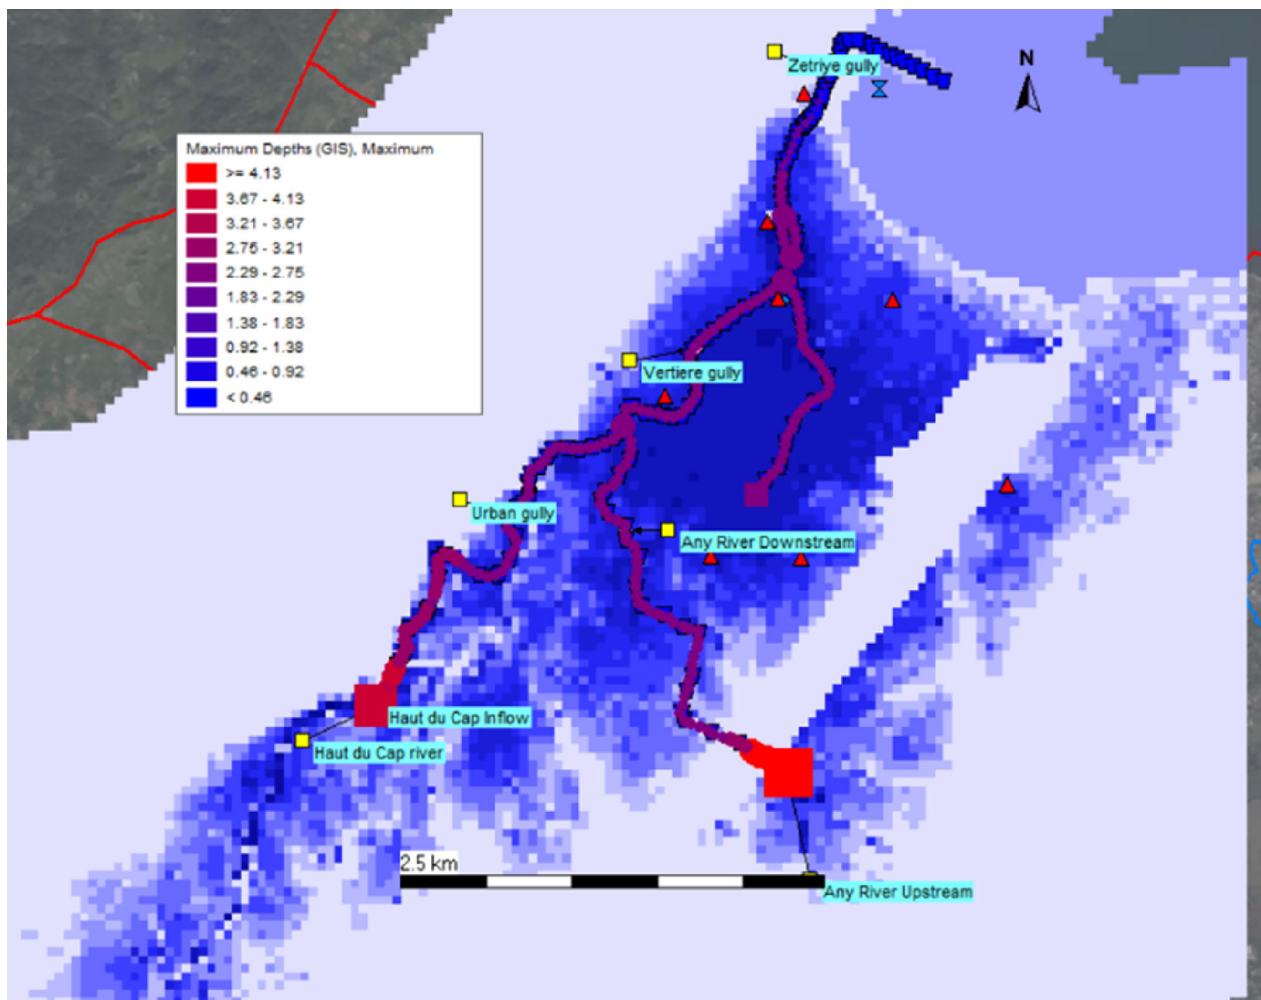 N
Zetriye gully
Maximum Depths (GIS), Maximum
>= 4.13
3.67 - 4.13
3.21 - 3.67
2.75 - 3.21
2.29 - 2.75
1.83 - 2.29
1.38 - 1.83
0.92 - 1.38
0.46 - 0.92
< 0.46
Vertiere gully
Urban gully
Any River Downstream
Haut du Cap Inflow
Haut du Cap river
2.5 km
Any River Upstream